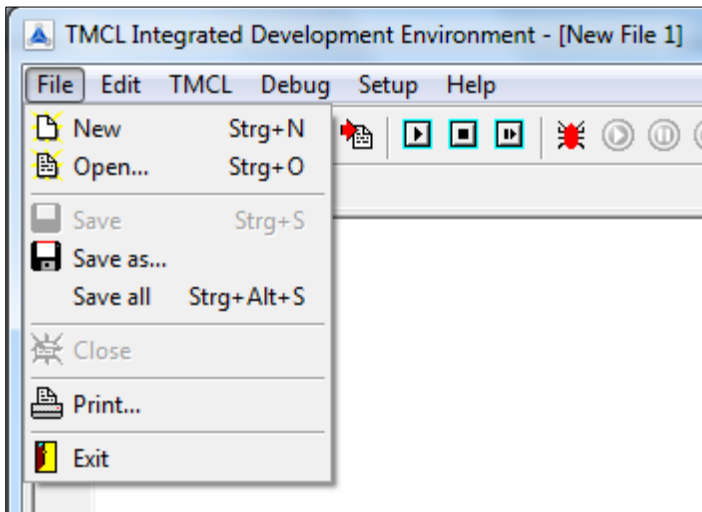 TMCL Integrated Development Environment - [New File 1]
File Edit TMCL Debug Setup Help
New Strg+N
Open... Strg+O
Save Strg+S
Save as...
Save all Strg+Alt+S
Close
Print...
Exit